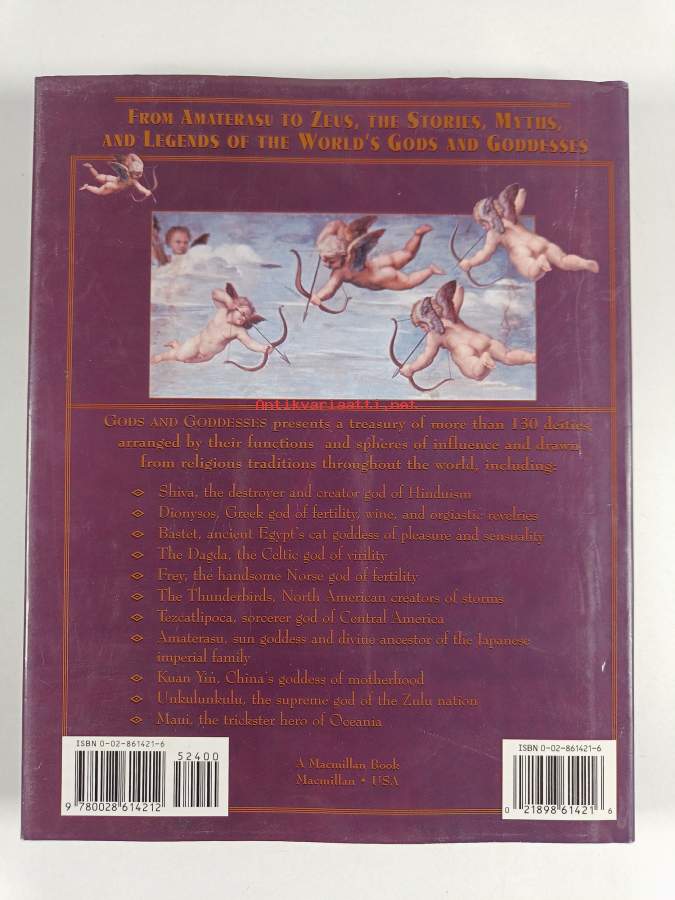 From Amaterasu to Zeus, the Stories, Myths,
and Legends of the World's Gods and Goddesses
Antikvariaatti.net
Gods and Goddesses presents a treasury of more than 130 deities,
arranged by their functions and spheres of influence and drawn
from religious traditions throughout the world, including:
Shiva, the destroyer and creator god of Hinduism
Dionysos, Greek god of fertility, wine, and orgiastic revelries
Bastet, ancient Egypt's cat goddess of pleasure and sensuality
The Dagda, the Celtic god of virility
Frey, the handsome Norse god of fertility
The Thunderbirds, North American creators of storms
Tezcatlipoca, sorcerer god of Central America
Amaterasu, sun goddess and divine ancestor of the Japanese
imperial family
Kuan Yin, China's goddess of motherhood
Unkulunkulu, the supreme god of the Zulu nation
Maui, the trickster hero of Oceania
ISBN 0-02-861421-6
52400
9 780028 614212
A Macmillan Book
Macmillan • USA
ISBN 0-02-861421-6
0 21898 61421 6